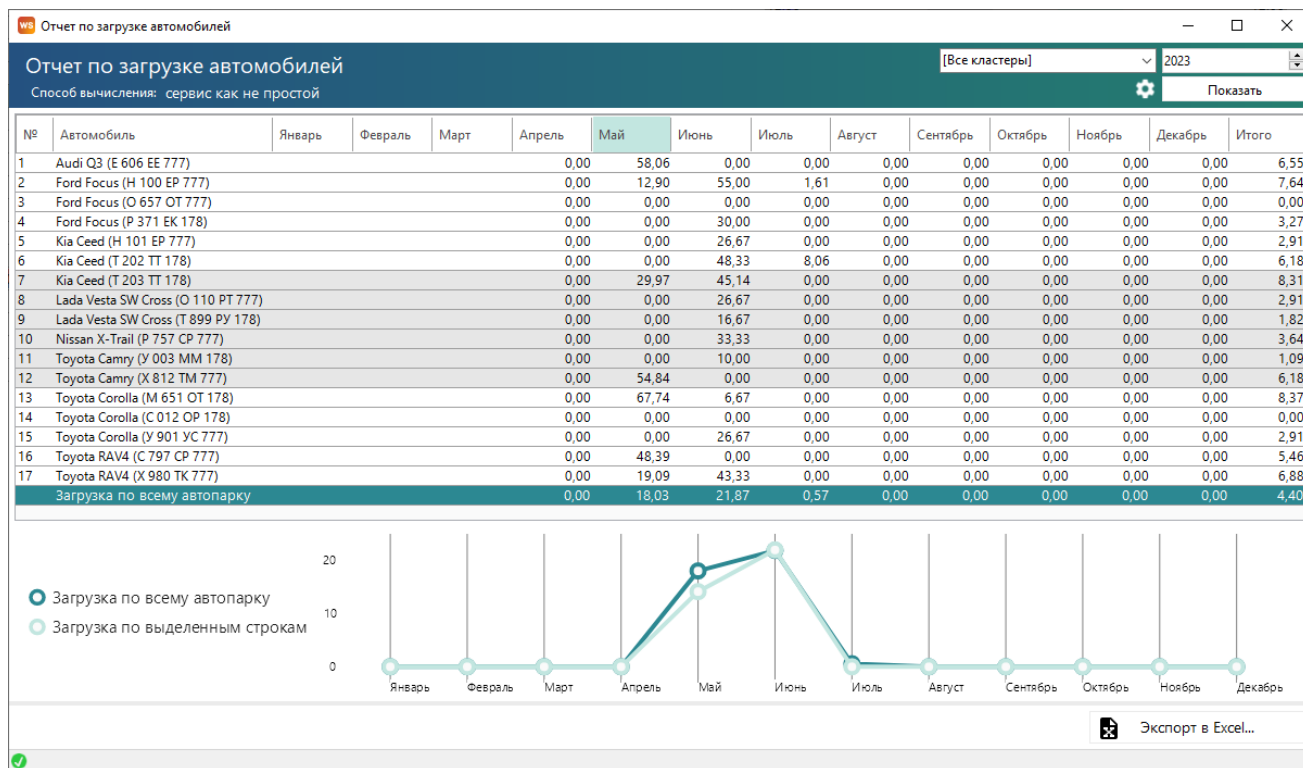 WS Отчет по загрузке автомобилей
Отчет по загрузке автомобилей [Все кластеры] 2023
Способ вычисления: сервис как не простой Показать
№ Автомобиль Январь Февраль Март Апрель Май Июнь Июль Август Сентябрь Октябрь Ноябрь Декабрь Итого
1 Audi Q3 (E 606 EE 777) 0,00 58,06 0,00 0,00 0,00 0,00 0,00 0,00 0,00 6,55
2 Ford Focus (Н 100 ЕР 777) 0,00 12,90 55,00 1,61 0,00 0,00 0,00 0,00 0,00 7,64
3 Ford Focus (О 657 ОТ 777) 0,00 0,00 0,00 0,00 0,00 0,00 0,00 0,00 0,00 0,00
4 Ford Focus (Р 371 ЕК 178) 0,00 0,00 30,00 0,00 0,00 0,00 0,00 0,00 0,00 3,27
5 Kia Ceed (Н 101 ЕР 777) 0,00 0,00 26,67 0,00 0,00 0,00 0,00 0,00 0,00 2,91
6 Kia Ceed (Т 202 ТТ 178) 0,00 0,00 48,33 8,06 0,00 0,00 0,00 0,00 0,00 6,18
7 Kia Ceed (Т 203 ТТ 178) 0,00 29,97 45,14 0,00 0,00 0,00 0,00 0,00 0,00 8,31
8 Lada Vesta SW Cross (О 110 РТ 777) 0,00 0,00 26,67 0,00 0,00 0,00 0,00 0,00 0,00 2,91
9 Lada Vesta SW Cross (Т 899 РУ 178) 0,00 0,00 16,67 0,00 0,00 0,00 0,00 0,00 0,00 1,82
10 Nissan X-Trail (Р 757 СР 777) 0,00 0,00 33,33 0,00 0,00 0,00 0,00 0,00 0,00 3,64
11 Toyota Camry (У 003 ММ 178) 0,00 0,00 10,00 0,00 0,00 0,00 0,00 0,00 0,00 1,09
12 Toyota Camry (Х 812 ТМ 777) 0,00 54,84 0,00 0,00 0,00 0,00 0,00 0,00 0,00 6,18
13 Toyota Corolla (М 651 ОТ 178) 0,00 67,74 6,67 0,00 0,00 0,00 0,00 0,00 0,00 8,37
14 Toyota Corolla (С 012 ОР 178) 0,00 0,00 0,00 0,00 0,00 0,00 0,00 0,00 0,00 0,00
15 Toyota Corolla (У 901 УС 777) 0,00 0,00 26,67 0,00 0,00 0,00 0,00 0,00 0,00 2,91
16 Toyota RAV4 (С 797 СР 777) 0,00 48,39 0,00 0,00 0,00 0,00 0,00 0,00 0,00 5,46
17 Toyota RAV4 (Х 980 ТК 777) 0,00 19,09 43,33 0,00 0,00 0,00 0,00 0,00 0,00 6,88
Загрузка по всему автопарку 0,00 18,03 21,87 0,57 0,00 0,00 0,00 0,00 0,00 4,40
20
Загрузка по всему автопарку
10
Загрузка по выделенным строкам
0
Январь Февраль Март Апрель Май Июнь Июль Август Сентябрь Октябрь Ноябрь Декабрь
Экспорт в Excel...